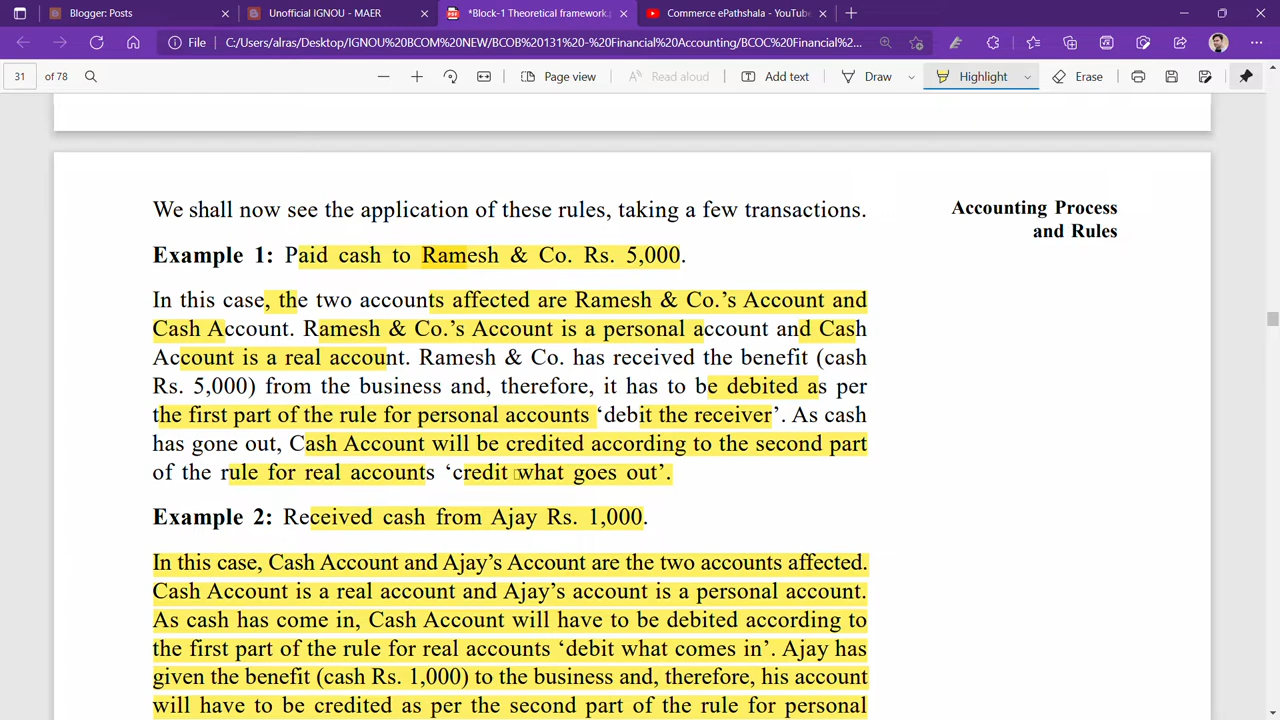 Blogger: Posts
Unofficial IGNOU - MAER
*Block-1 Theoretical framework.
Commerce ePathshala - YouTub
File
C:/Users/alras/Desktop/IGNOU%20BCOM%20NEW/BCOB%20131%20-%20Financial%20Accounting/BCOC%20Financial%2...
31 of 78
Page view
Read aloud
Add text
Draw
Highlight
Erase
We shall now see the application of these rules, taking a few transactions.
Accounting Process
and Rules
Example 1: Paid cash to Ramesh & Co. Rs. 5,000.
In this case, the two accounts affected are Ramesh & Co.’s Account and
Cash Account. Ramesh & Co.’s Account is a personal account and Cash
Account is a real account. Ramesh & Co. has received the benefit (cash
Rs. 5,000) from the business and, therefore, it has to be debited as per
the first part of the rule for personal accounts ‘debit the receiver’. As cash
has gone out, Cash Account will be credited according to the second part
of the rule for real accounts ‘credit what goes out’.
Example 2: Received cash from Ajay Rs. 1,000.
In this case, Cash Account and Ajay’s Account are the two accounts affected.
Cash Account is a real account and Ajay’s account is a personal account.
As cash has come in, Cash Account will have to be debited according to
the first part of the rule for real accounts ‘debit what comes in’. Ajay has
given the benefit (cash Rs. 1,000) to the business and, therefore, his account
will have to be credited as per the second part of the rule for personal